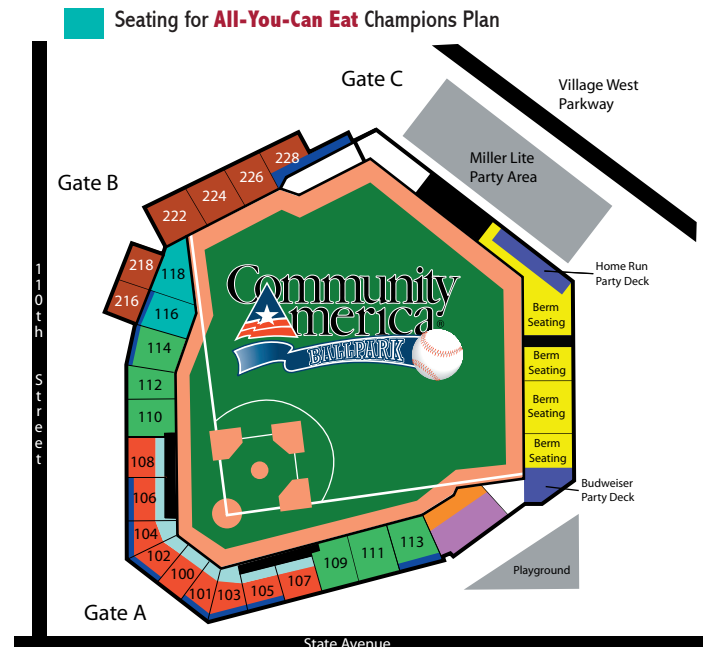 Seating for All-You-Can Eat Champions Plan
Gate C
Village West
Parkway
Miller Lite
Party Area
Gate B
228
226
224
222
218
216
118
116
114
112
110
108
106
104
102
100
101
103
105
107
109
111
113
110th Street
Community
America®
BALLPARK
Home Run
Party Deck
Berm
Seating
Berm
Seating
Berm
Seating
Berm
Seating
Budweiser
Party Deck
Playground
Gate A
State Avenue